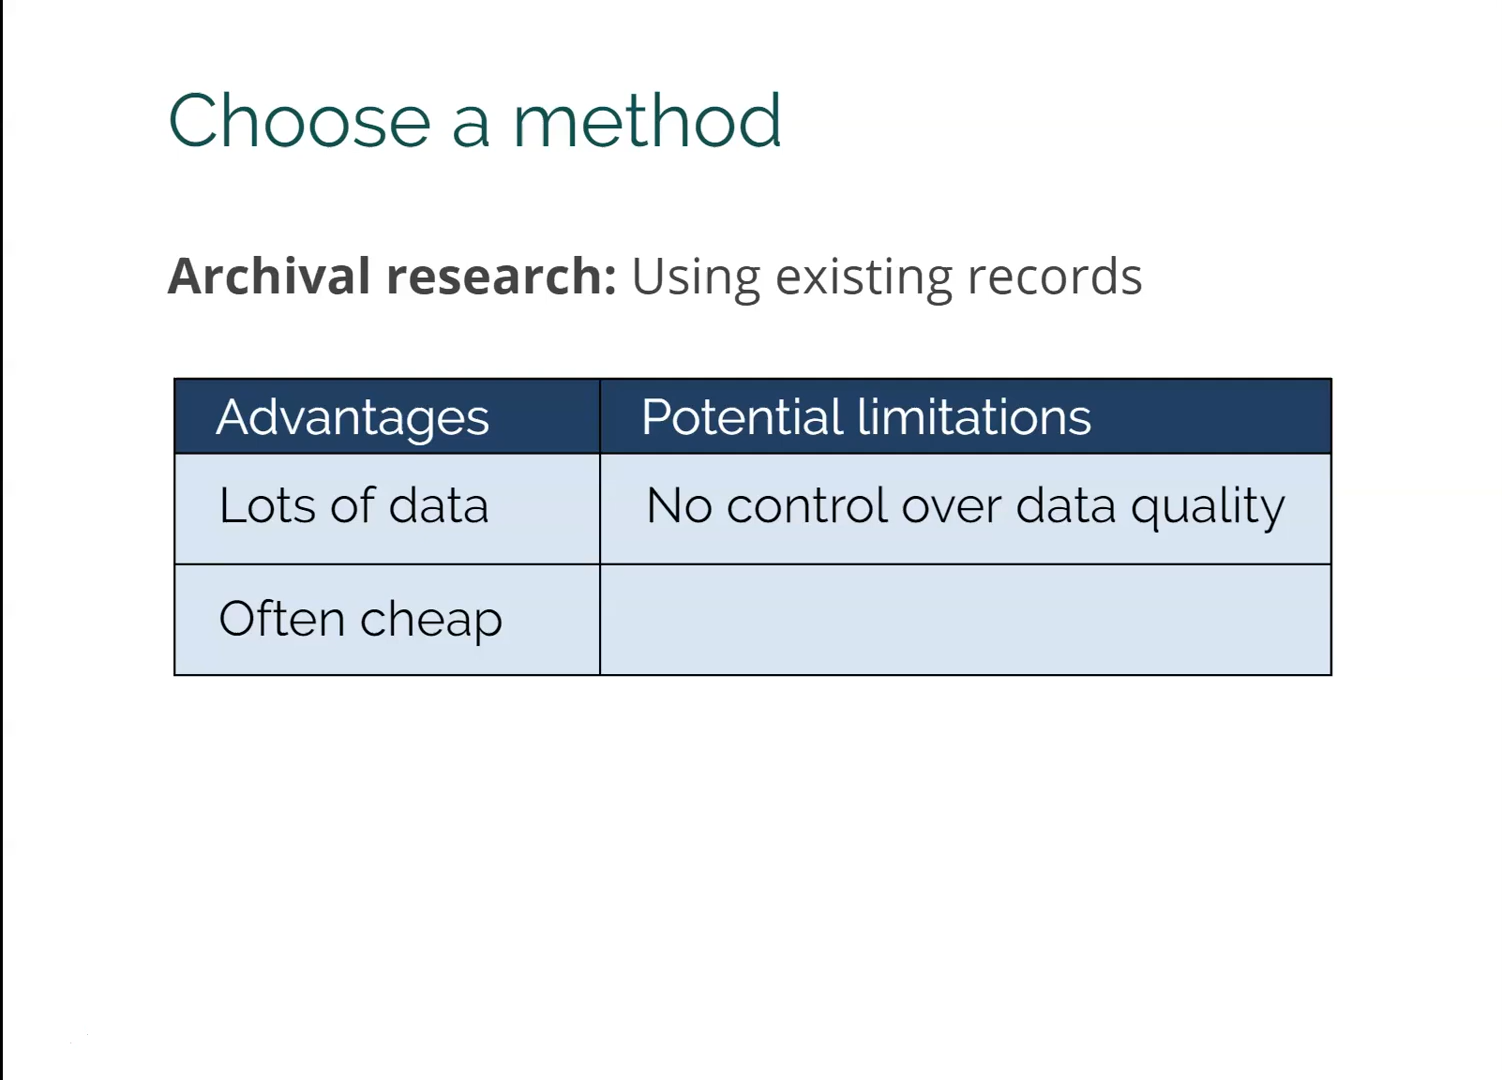 Choose a method
Archival research: Using existing records
Advantages Potential limitations
Lots of data No control over data quality
Often cheap